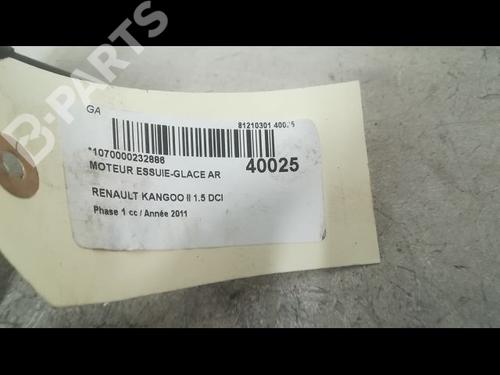 B-PARTS
GA
81210301 40025
*1070000232886
40025
MOTEUR ESSUIE-GLACE AR
RENAULT KANGOO II 1.5 DCI
Phase 1 cc / Année 2011